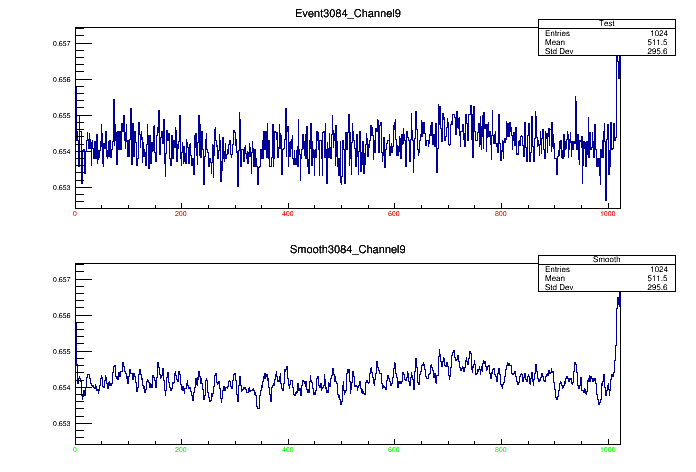 Event3084_Channel9
Test
Entries 1024
Mean 511.5
Std Dev 295.6
0.657
0.656
0.655
0.654
0.653
0 200 400 600 800 1000
Smooth3084_Channel9
Smooth
Entries 1024
Mean 511.5
Std Dev 295.6
0.657
0.656
0.655
0.654
0.653
0 200 400 600 800 1000